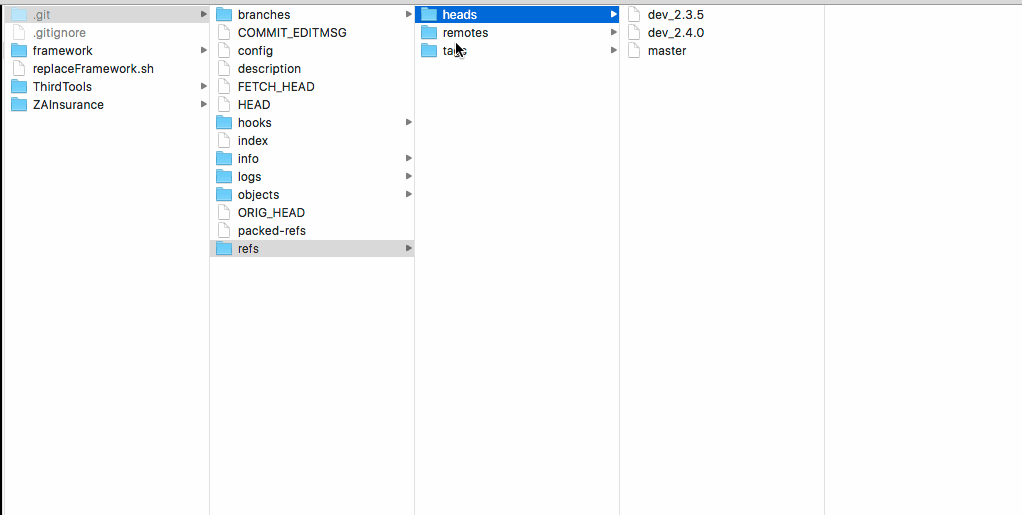 .git
.gitignore
framework
replaceFramework.sh
ThirdTools
ZAInsurance
branches
COMMIT_EDITMSG
config
description
FETCH_HEAD
HEAD
hooks
index
info
logs
objects
ORIG_HEAD
packed-refs
refs
heads
remotes
dev_2.3.5
dev_2.4.0
master